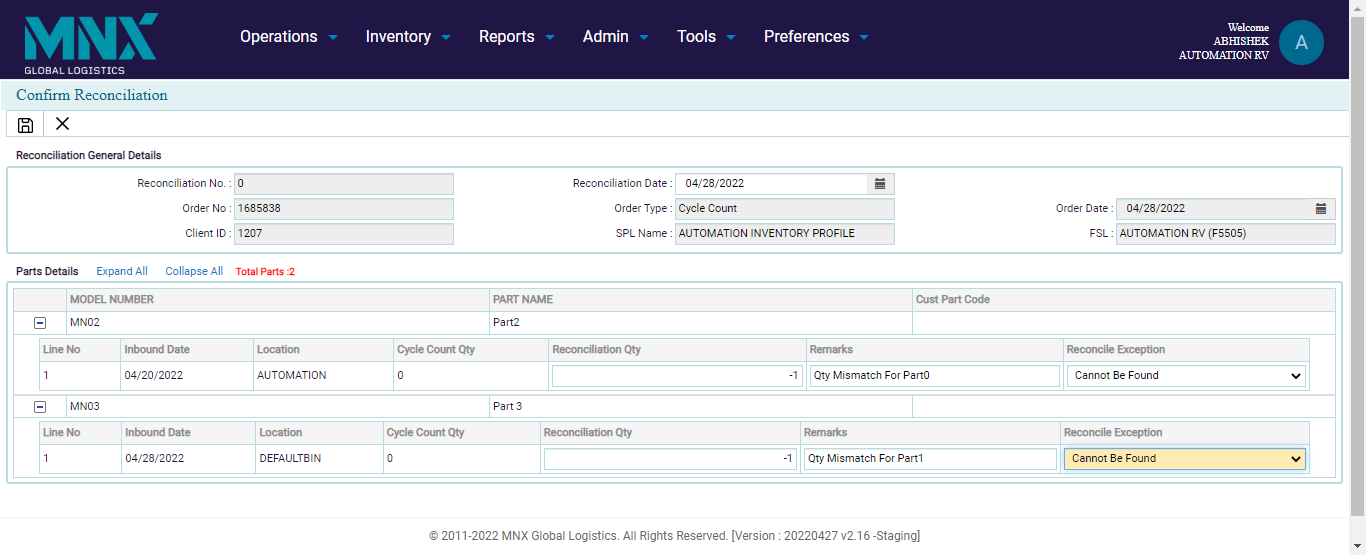 MNX
GLOBAL LOGISTICS
Operations Inventory Reports Admin Tools Preferences
Welcome
ABHISHEK
AUTOMATION RV
A
Confirm Reconciliation
Reconciliation General Details
Reconciliation No. : 0 Reconciliation Date : 04/28/2022
Order No : 1685838 Order Type : Cycle Count Order Date : 04/28/2022
Client ID : 1207 SPL Name : AUTOMATION INVENTORY PROFILE FSL : AUTOMATION RV (F5505)
Parts Details Expand All Collapse All Total Parts :2
MODEL NUMBER PART NAME Cust Part Code
MN02 Part2
Line No Inbound Date Location Cycle Count Qty Reconciliation Qty Remarks Reconcile Exception
1 04/20/2022 AUTOMATION 0 -1 Qty Mismatch For Part0 Cannot Be Found
MN03 Part 3
Line No Inbound Date Location Cycle Count Qty Reconciliation Qty Remarks Reconcile Exception
1 04/28/2022 DEFAULTBIN 0 -1 Qty Mismatch For Part1 Cannot Be Found
© 2011-2022 MNX Global Logistics. All Rights Reserved. [Version : 20220427 v2.16 -Staging]